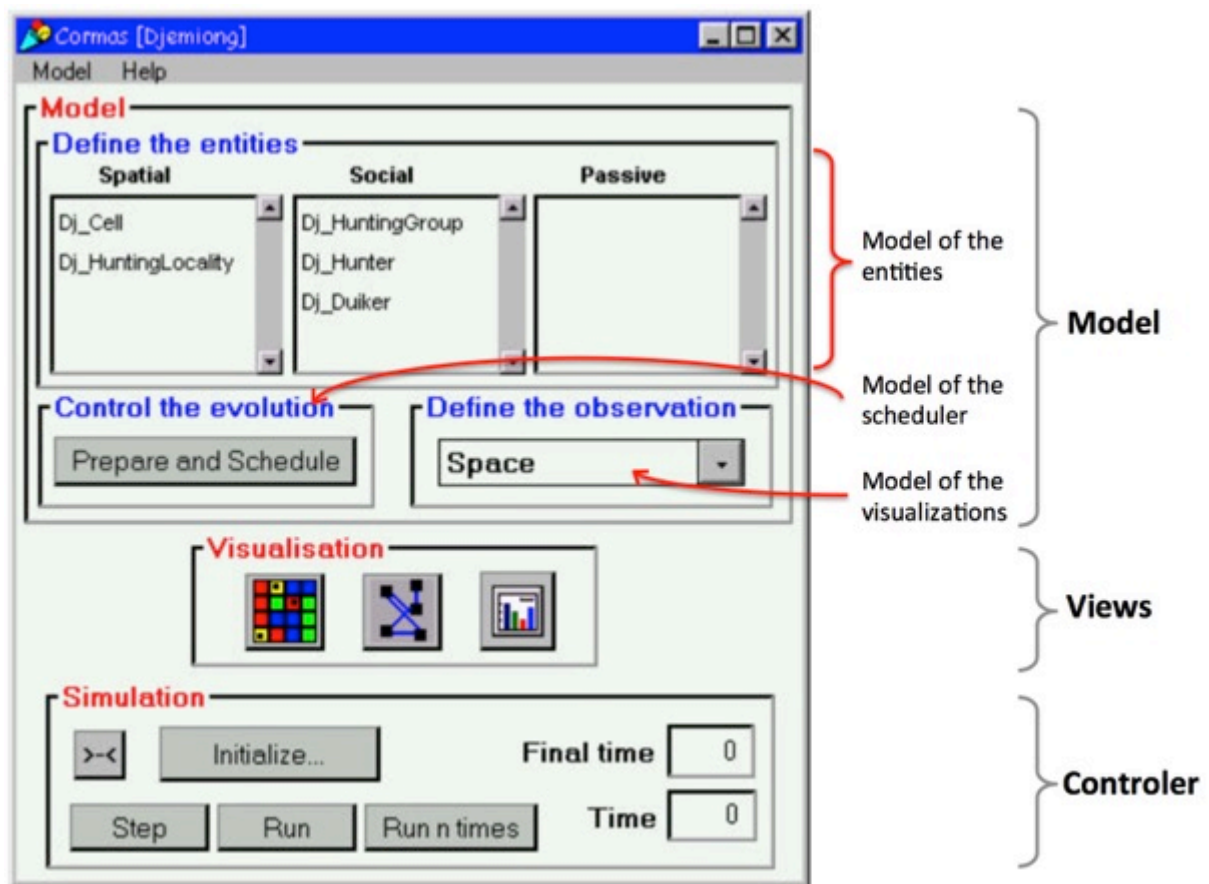 Cormas [Djemiong]
Model Help
Model
Define the entities
Spatial Social Passive
Dj_Cell
Dj_HuntingLocality
Dj_HuntingGroup
Dj_Hunter
Dj_Duiker
Control the evolution
Prepare and Schedule
Define the observation
Space
Visualisation
Simulation
>-<
Initialize...
Final time 0
Step Run Run n times
Time 0
Model of the
entities
Model of the
scheduler
Model of the
visualizations
Model
Views
Controler